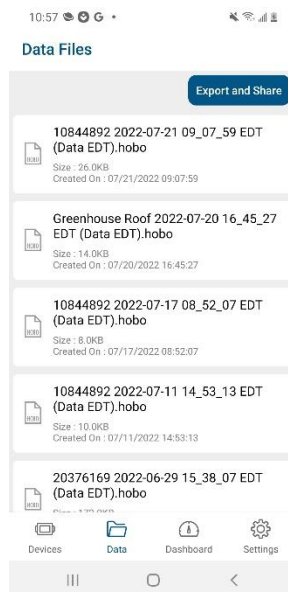 10:57
Data Files
Export and Share
10844892 2022-07-21 09_07_59 EDT
(Data EDT).hobo
Size : 26.0KB
Created On : 07/21/2022 09:07:59
Greenhouse Roof 2022-07-20 16_45_27
EDT (Data EDT).hobo
Size : 14.0KB
Created On : 07/20/2022 16:45:27
10844892 2022-07-17 08_52_07 EDT
(Data EDT).hobo
Size : 8.0KB
Created On : 07/17/2022 08:52:07
10844892 2022-07-11 14_53_13 EDT
(Data EDT).hobo
Size : 10.0KB
Created On : 07/11/2022 14:53:13
20376169 2022-06-29 15_38_07 EDT
(Data EDT).hobo
Devices Data Dashboard Settings